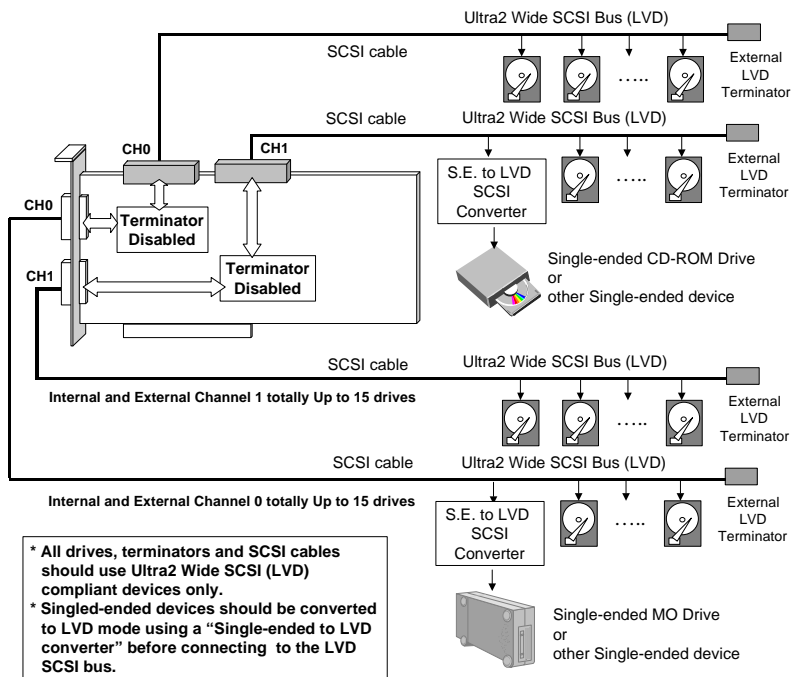 Ultra2 Wide SCSI Bus (LVD)
SCSI cable
.....
External
LVD
Terminator
SCSI cable
Ultra2 Wide SCSI Bus (LVD)
CH0
CH1
S.E. to LVD
SCSI
Converter
.....
External
LVD
Terminator
CH0
Terminator
Disabled
CH1
Terminator
Disabled
Single-ended CD-ROM Drive
or
other Single-ended device
SCSI cable
Ultra2 Wide SCSI Bus (LVD)
Internal and External Channel 1 totally Up to 15 drives
.....
External
LVD
Terminator
SCSI cable
Ultra2 Wide SCSI Bus (LVD)
Internal and External Channel 0 totally Up to 15 drives
S.E. to LVD
SCSI
Converter
.....
External
LVD
Terminator
* All drives, terminators and SCSI cables
should use Ultra2 Wide SCSI (LVD)
compliant devices only.
* Singled-ended devices should be converted
to LVD mode using a “Single-ended to LVD
converter” before connecting to the LVD
SCSI bus.
Single-ended MO Drive
or
other Single-ended device